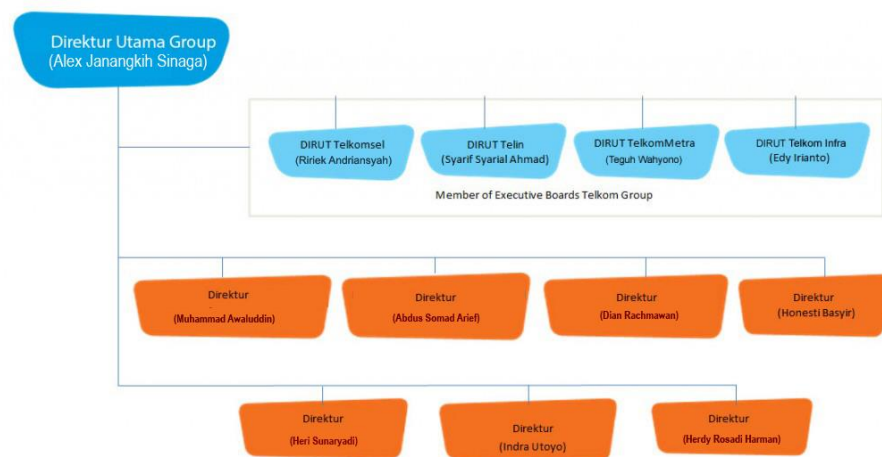 Direktur Utama Group
(Alex Janangkih Sinaga)
DIRUT Telkomsel
(Ririek Andriansyah)
DIRUT Telin
(Syarif Syarial Ahmad)
DIRUT TelkomMetra
(Teguh Wahyono)
DIRUT Telkom Infra
(Edy Irianto)
Member of Executive Boards Telkom Group
Direktur
(Muhammad Awaluddin)
Direktur
(Abdus Somad Arief)
Direktur
(Dian Rachmawan)
Direktur
(Honesti Basyir)
Direktur
(Heri Sunaryadi)
Direktur
(Indra Utoyo)
Direktur
(Herdy Rosadi Harman)